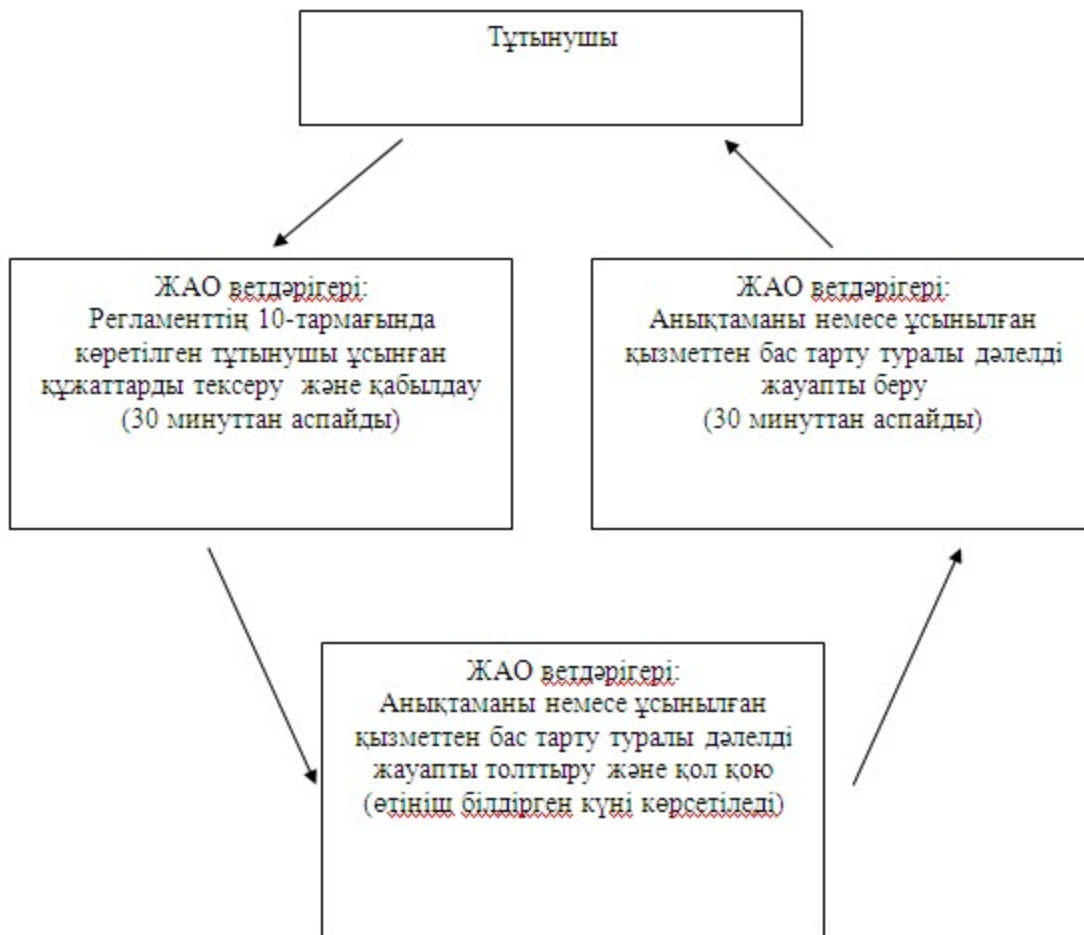 Тұтынушы
ЖАО ветдәрігері:
Регламенттің 10-тармағында
көретілген тұтынушы ұсынған
құжаттарды тексеру және қабылдау
(30 минуттан аспайды)
ЖАО ветдәрігері:
Анықтаманы немесе ұсынылған
қызметтен бас тарту туралы дәлелді
жауапты беру
(30 минуттан аспайды)
ЖАО ветдәрігері:
Анықтаманы немесе ұсынылған
қызметтен бас тарту туралы дәлелді
жауапты толттыру және қол қою
(өтініш білдірген күні көрсетіледі)